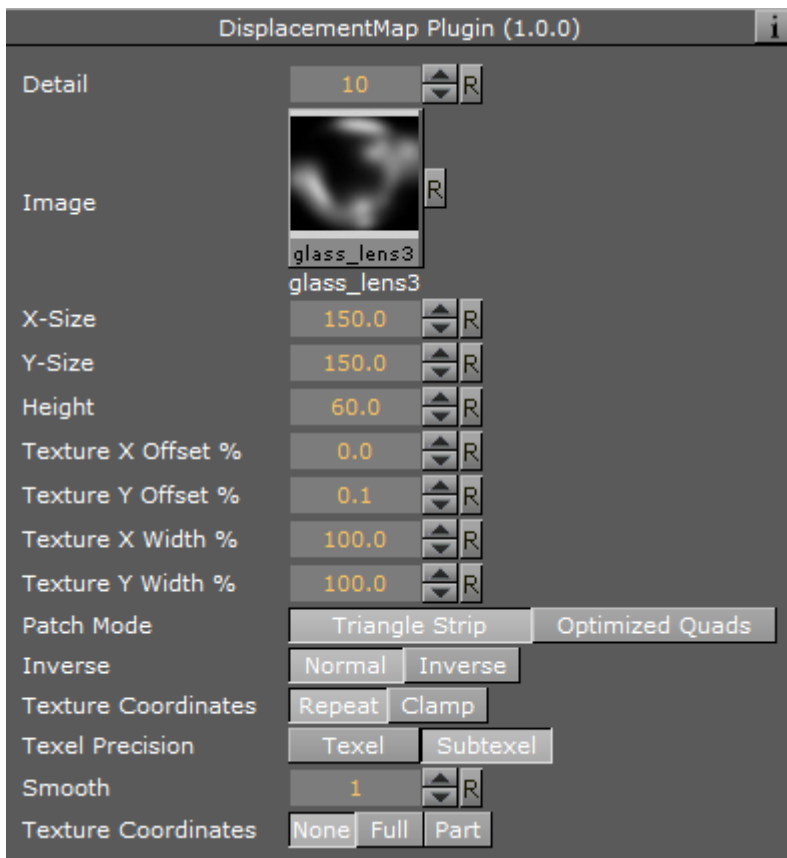 DisplacementMap Plugin (1.0.0) i
Detail 10 R
Image R
glass_lens3
glass_lens3
X-Size 150.0 R
Y-Size 150.0 R
Height 60.0 R
Texture X Offset % 0.0 R
Texture Y Offset % 0.1 R
Texture X Width % 100.0 R
Texture Y Width % 100.0 R
Patch Mode Triangle Strip Optimized Quads
Inverse Normal Inverse
Texture Coordinates Repeat Clamp
Texel Precision Texel Subtexel
Smooth 1 R
Texture Coordinates None Full Part